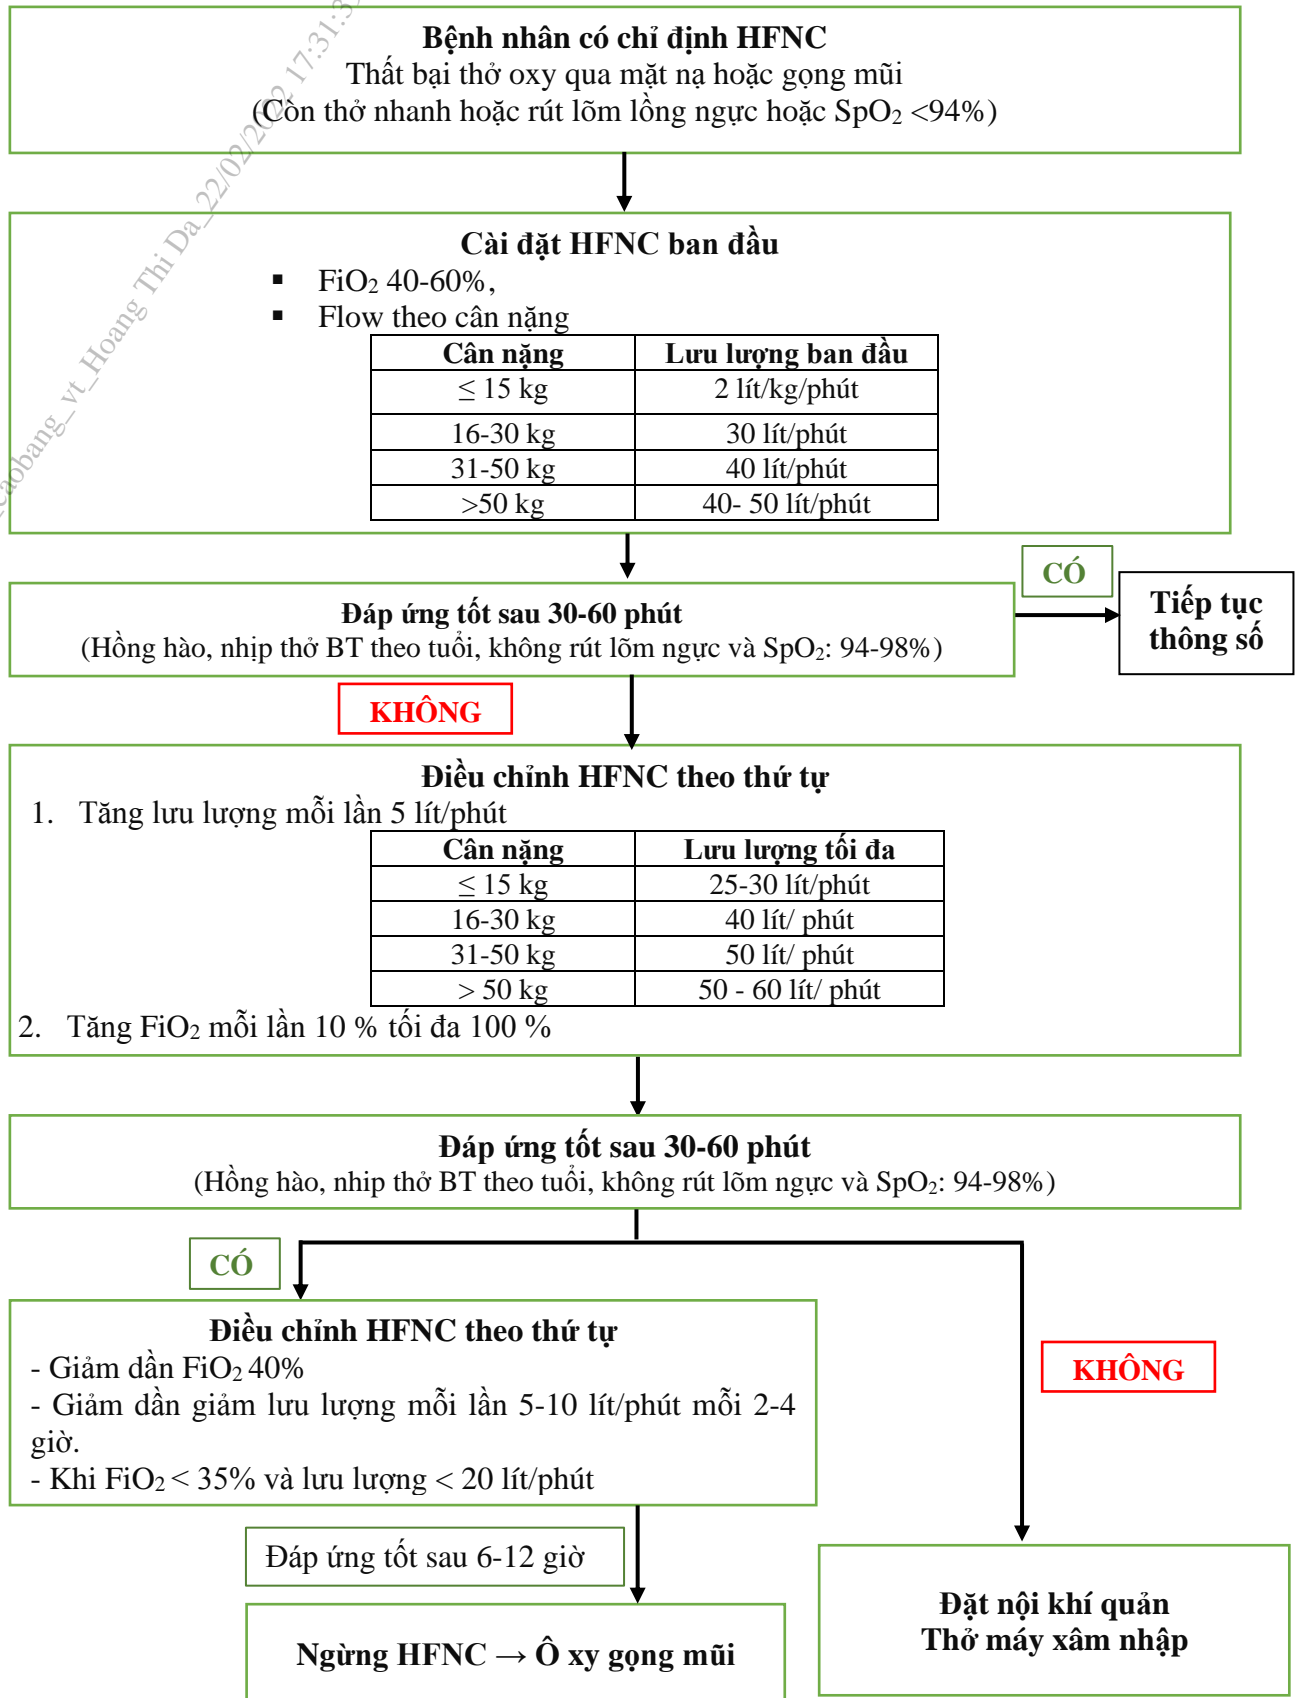 Bệnh nhân có chỉ định HFNC
Thất bại thở oxy qua mặt nạ hoặc gọng mũi
(Còn thở nhanh hoặc rút lõm lồng ngực hoặc SpO₂ <94%)
Cài đặt HFNC ban đầu
▪ FiO₂ 40-60%,
▪ Flow theo cân nặng
Cân nặng Lưu lượng ban đầu
≤ 15 kg 2 lít/kg/phút
16-30 kg 30 lít/phút
31-50 kg 40 lít/phút
>50 kg 40- 50 lít/phút
Đáp ứng tốt sau 30-60 phút
(Hồng hào, nhịp thở BT theo tuổi, không rút lõm ngực và SpO₂: 94-98%)
CÓ
Tiếp tục
thông số
KHÔNG
Điều chỉnh HFNC theo thứ tự
1. Tăng lưu lượng mỗi lần 5 lít/phút
Cân nặng Lưu lượng tối đa
≤ 15 kg 25-30 lít/phút
16-30 kg 40 lít/ phút
31-50 kg 50 lít/ phút
> 50 kg 50 - 60 lít/ phút
2. Tăng FiO₂ mỗi lần 10 % tối đa 100 %
Đáp ứng tốt sau 30-60 phút
(Hồng hào, nhip thở BT theo tuổi, không rút lõm ngực và SpO₂: 94-98%)
CÓ
Điều chỉnh HFNC theo thứ tự
- Giảm dần FiO₂ 40%
- Giảm dần giảm lưu lượng mỗi lần 5-10 lít/phút mỗi 2-4
giờ.
- Khi FiO₂ < 35% và lưu lượng < 20 lít/phút
KHÔNG
Đáp ứng tốt sau 6-12 giờ
Ngừng HFNC → Ô xy gọng mũi
Đặt nội khí quản
Thở máy xâm nhập
caobang_vt_Hoang Thi Da_22/02/2022 17:31:3